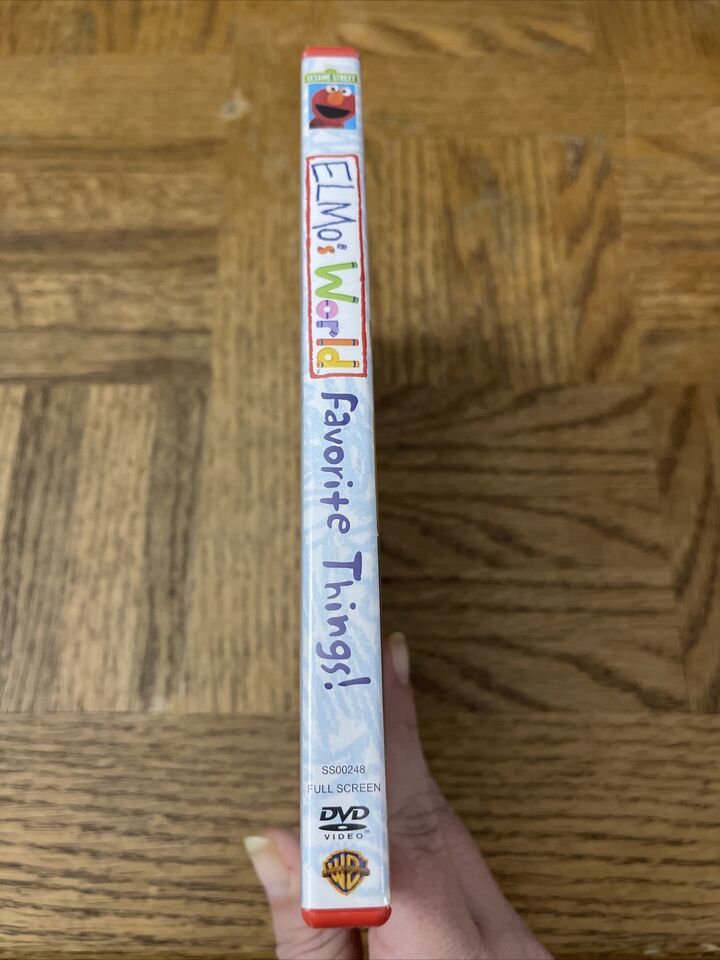 SESAME STREET
ELMo's World
Favorite Things!
SS00248
FULL SCREEN
DVD
VIDEO
WB